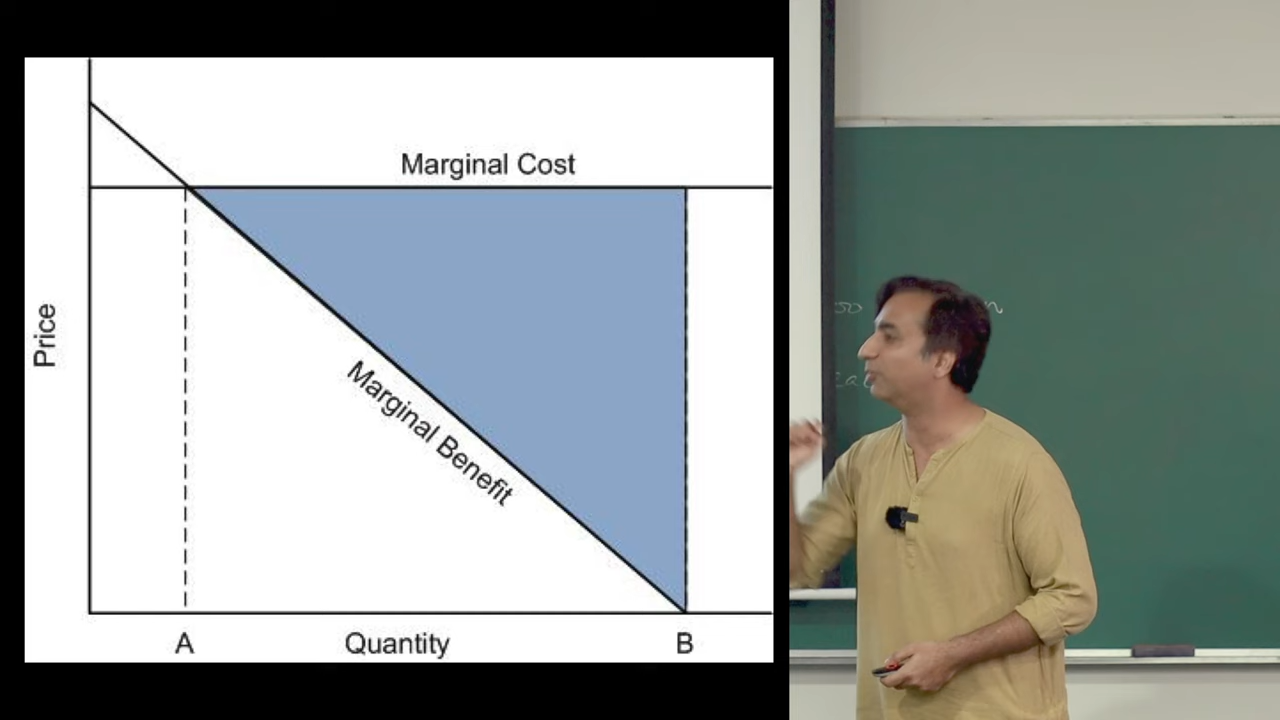 Marginal Cost
Price
Marginal Benefit
A
Quantity
B